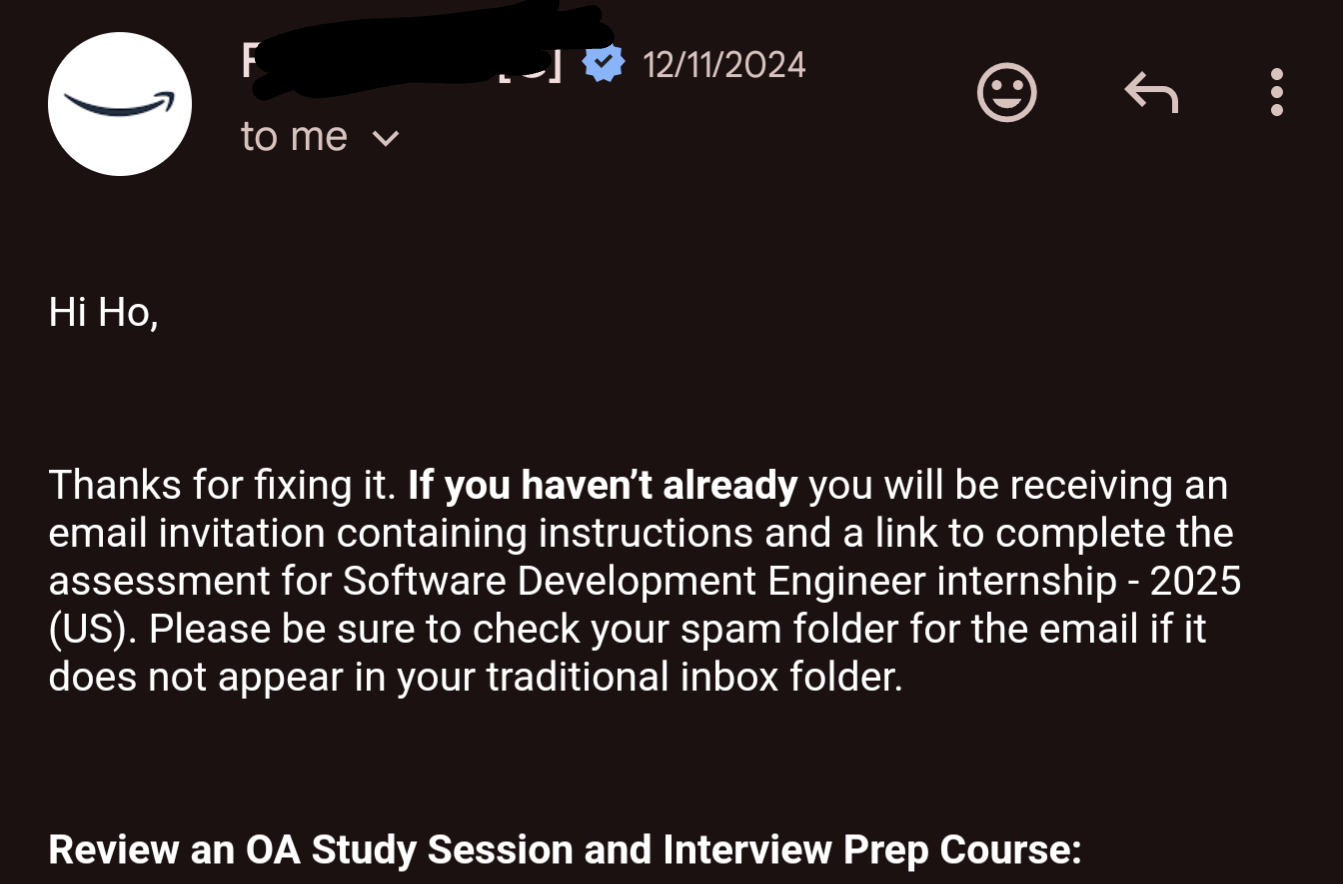 12/11/2024
to me
Hi Ho,
Thanks for fixing it. If you haven’t already you will be receiving an
email invitation containing instructions and a link to complete the
assessment for Software Development Engineer internship - 2025
(US). Please be sure to check your spam folder for the email if it
does not appear in your traditional inbox folder.
Review an OA Study Session and Interview Prep Course: